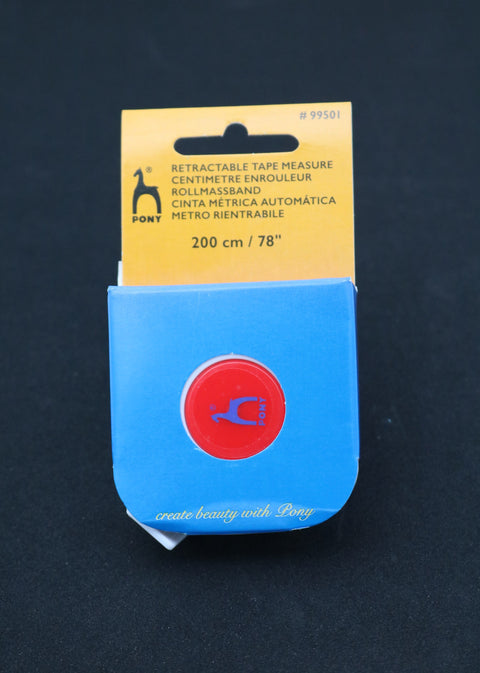 # 99501
®
PONY
RETRACTABLE TAPE MEASURE
CENTIMETRE ENROULEUR
ROLLMASSBAND
CINTA MÉTRICA AUTOMÁTICA
METRO RIENTRABILE
200 cm / 78"
®
PONY
create beauty with Pony